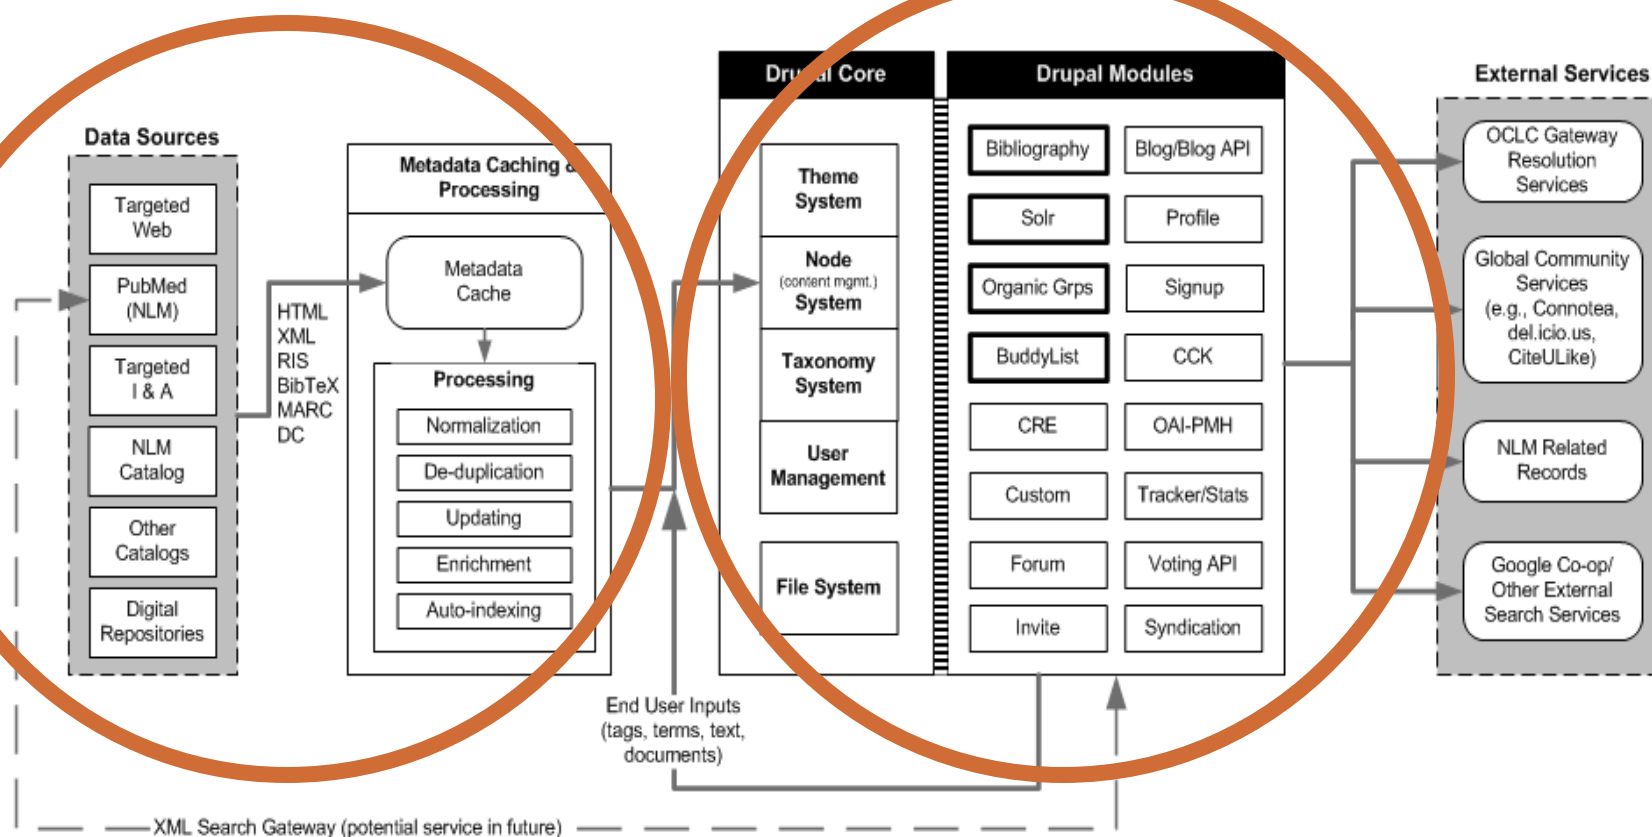 Data Sources
Targeted
Web
PubMed
(NLM)
Targeted
I & A
NLM
Catalog
Other
Catalogs
Digital
Repositories
HTML
XML
RIS
BibTeX
MARC
DC
Metadata Caching &
Processing
Metadata
Cache
Processing
Normalization
De-duplication
Updating
Enrichment
Auto-indexing
End User Inputs
(tags, terms, text,
documents)
Drupal Core
Theme
System
Node
(content mgmt.)
System
Taxonomy
System
User
Management
File System
Drupal Modules
Bibliography
Blog/Blog API
Solr
Profile
Organic Grps
Signup
BuddyList
CCK
CRE
OAI-PMH
Custom
Tracker/Stats
Forum
Voting API
Invite
Syndication
External Services
OCLC Gateway
Resolution
Services
Global Community
Services
(e.g., Connotea,
del.icio.us,
CiteULike)
NLM Related
Records
Google Co-op/
Other External
Search Services
XML Search Gateway (potential service in future)